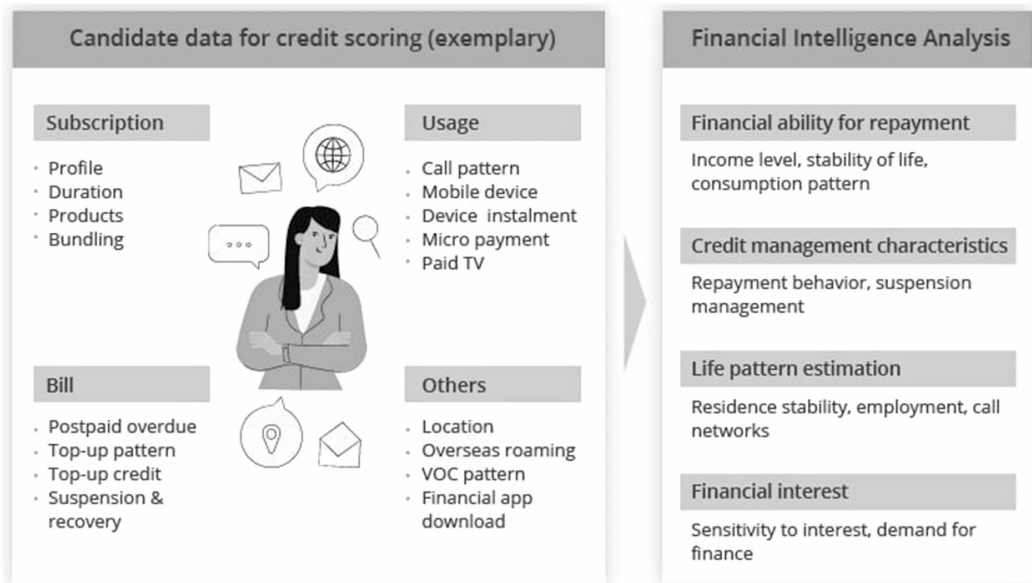 Candidate data for credit scoring (exemplary)
Subscription
· Profile
· Duration
· Products
· Bundling
Usage
· Call pattern
· Mobile device
· Device instalment
· Micro payment
· Paid TV
Bill
· Postpaid overdue
· Top-up pattern
· Top-up credit
· Suspension &
recovery
Others
· Location
· Overseas roaming
· VOC pattern
· Financial app
download
Financial Intelligence Analysis
Financial ability for repayment
Income level, stability of life,
consumption pattern
Credit management characteristics
Repayment behavior, suspension
management
Life pattern estimation
Residence stability, employment, call
networks
Financial interest
Sensitivity to interest, demand for
finance